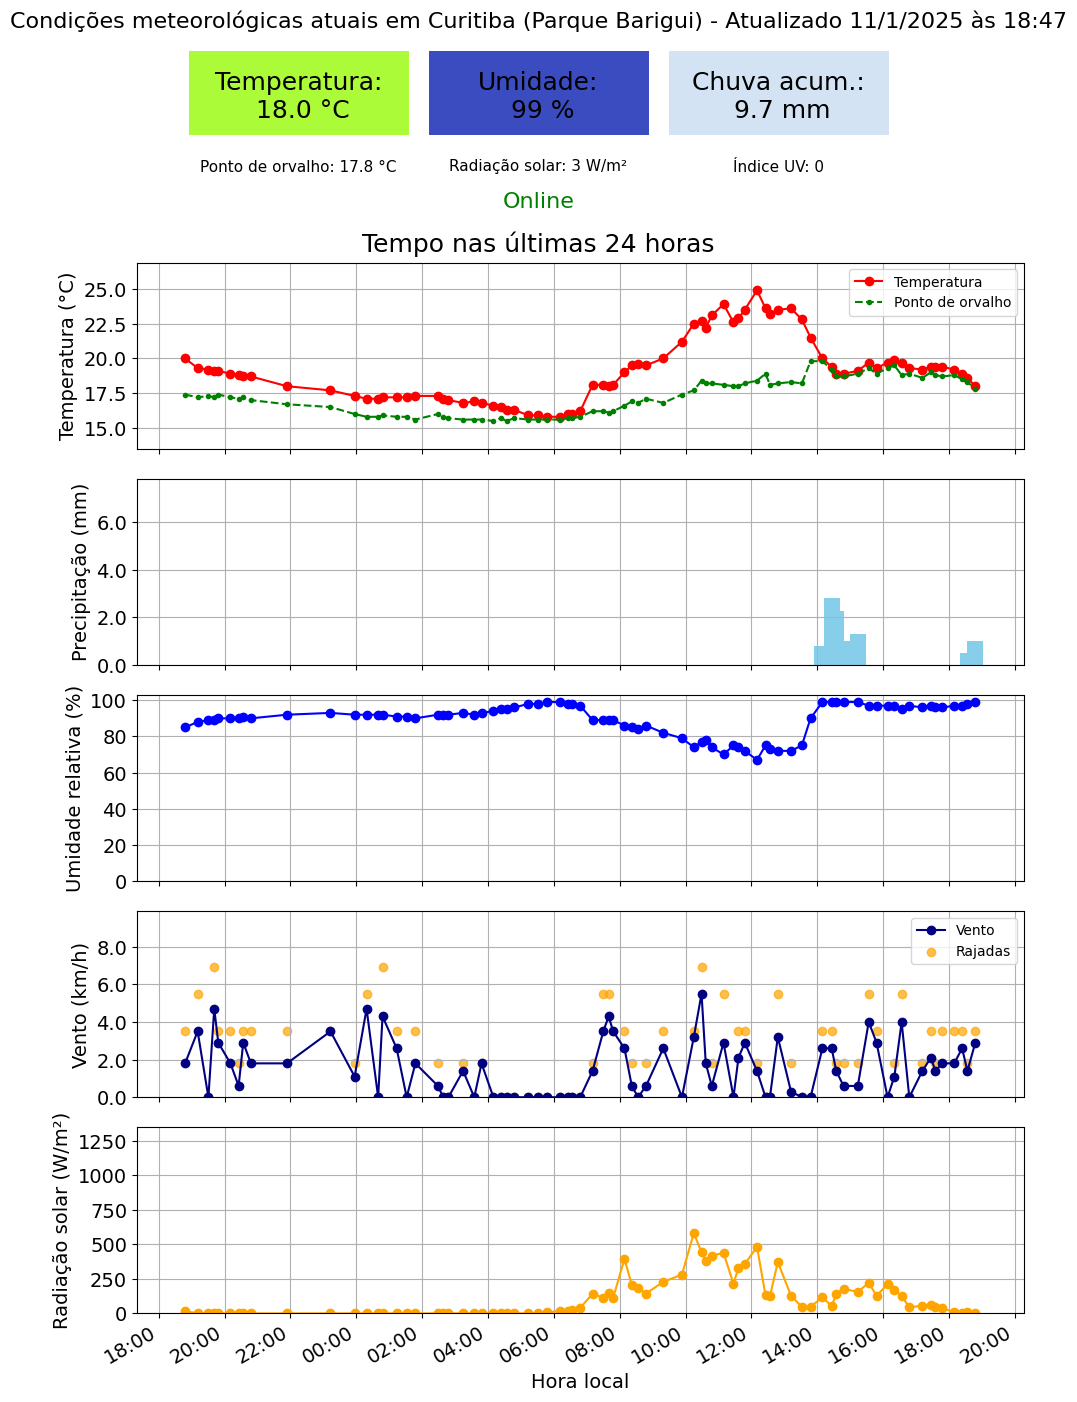 Condições meteorológicas atuais em Curitiba (Parque Barigui) - Atualizado 11/1/2025 às 18:47
Temperatura:
18.0 °C
Umidade:
99 %
Chuva acum.:
9.7 mm
Ponto de orvalho: 17.8 °C
Radiação solar: 3 W/m²
Índice UV: 0
Online
Tempo nas últimas 24 horas
Temperatura (°C)
25.0
22.5
20.0
17.5
15.0
Temperatura
Ponto de orvalho
Precipitação (mm)
6.0
4.0
2.0
0.0
Umidade relativa (%)
100
80
60
40
20
0
Vento (km/h)
8.0
6.0
4.0
2.0
0.0
Vento
Rajadas
Radiação solar (W/m²)
1250
1000
750
500
250
0
18:00
20:00
22:00
00:00
02:00
04:00
06:00
08:00
10:00
12:00
14:00
16:00
18:00
20:00
Hora local